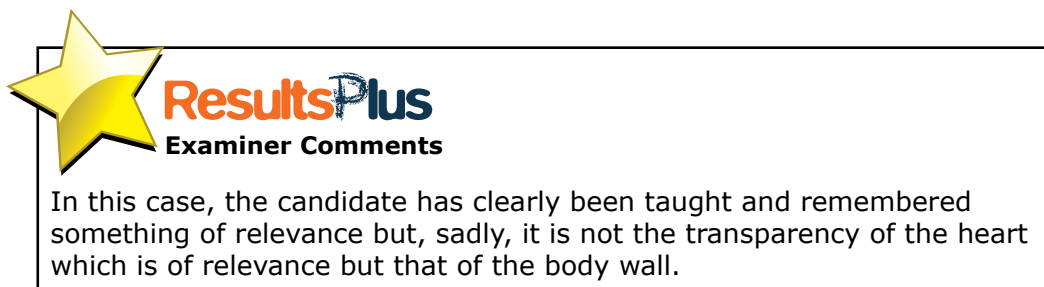 ResultsPlus
Examiner Comments
In this case, the candidate has clearly been taught and remembered
something of relevance but, sadly, it is not the transparency of the heart
which is of relevance but that of the body wall.